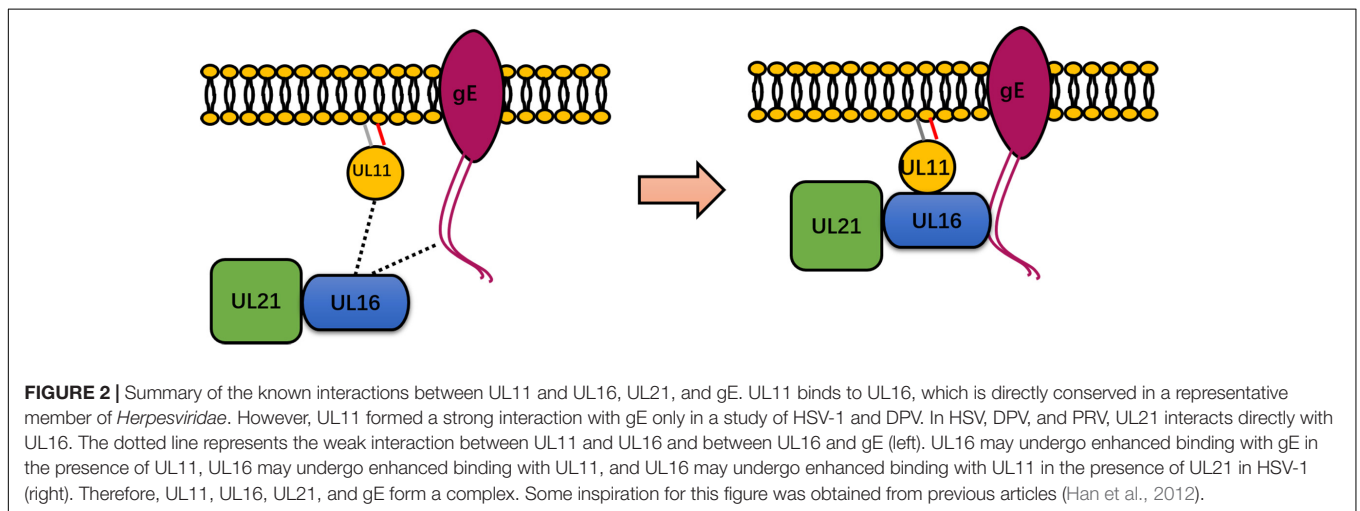 gE
UL11
UL21
UL16
gE
UL11
UL21
UL16
FIGURE 2 | Summary of the known interactions between UL11 and UL16, UL21, and gE. UL11 binds to UL16, which is directly conserved in a representative
member of Herpesviridae. However, UL11 formed a strong interaction with gE only in a study of HSV-1 and DPV. In HSV, DPV, and PRV, UL21 interacts directly with
UL16. The dotted line represents the weak interaction between UL11 and UL16 and between UL16 and gE (left). UL16 may undergo enhanced binding with gE in
the presence of UL11, UL16 may undergo enhanced binding with UL11, and UL16 may undergo enhanced binding with UL11 in the presence of UL21 in HSV-1
(right). Therefore, UL11, UL16, UL21, and gE form a complex. Some inspiration for this figure was obtained from previous articles (Han et al., 2012).